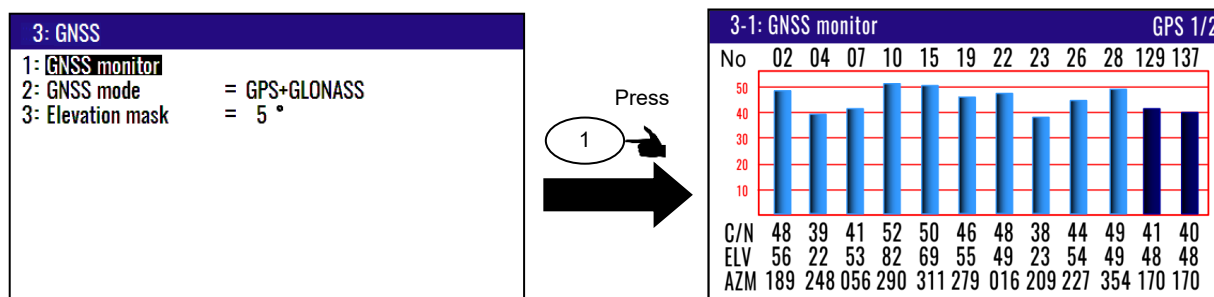 3: GNSS
1: GNSS monitor
2: GNSS mode = GPS+GLONASS
3: Elevation mask = 5 °
Press
1
3-1: GNSS monitor GPS 1/2
No 02 04 07 10 15 19 22 23 26 28 129 137
50
40
30
20
10
C/N 48 39 41 52 50 46 48 38 44 49 41 40
ELV 56 22 53 82 69 55 49 23 54 49 48 48
AZM 189 248 056 290 311 279 016 209 227 354 170 170